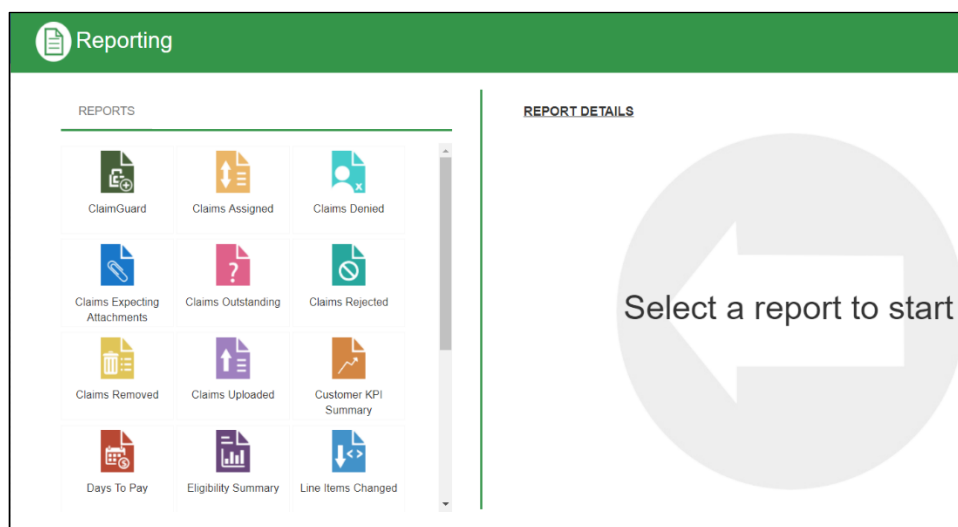 Reporting
REPORTS
ClaimGuard
Claims Assigned
Claims Denied
Claims Expecting
Attachments
Claims Outstanding
Claims Rejected
Claims Removed
Claims Uploaded
Customer KPI
Summary
Days To Pay
Eligibility Summary
Line Items Changed
REPORT DETAILS
Select a report to start